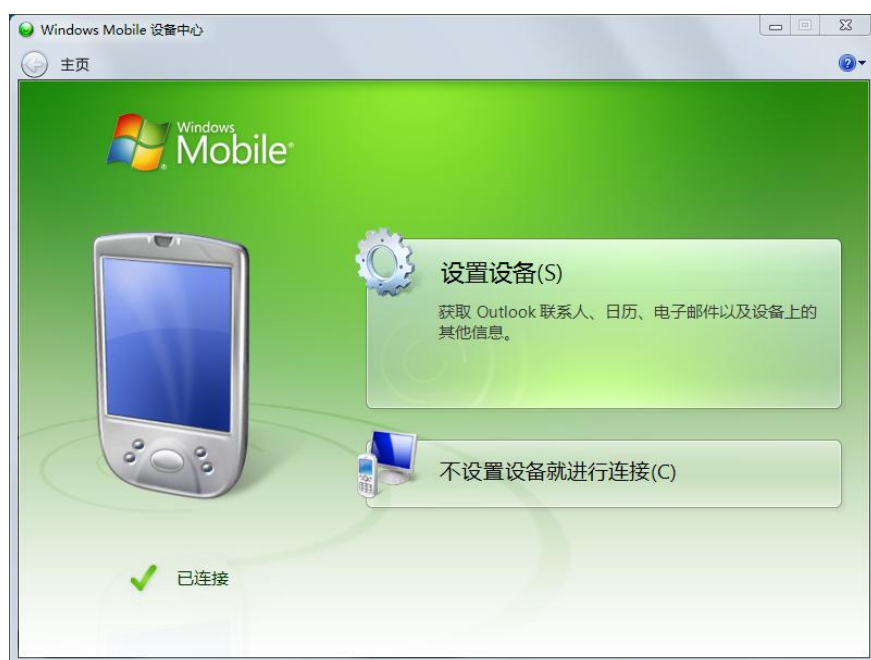 Windows Mobile 设备中心
主页
Windows
Mobile
设置设备(S)
获取 Outlook 联系人、日历、电子邮件以及设备上的
其他信息。
不设置设备就进行连接(C)
已连接